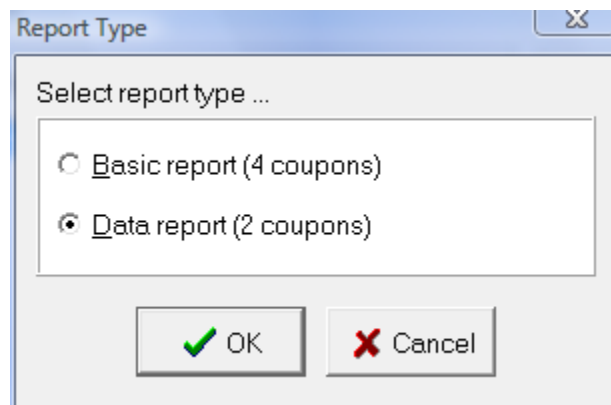 Report Type
Select report type ...
Basic report (4 coupons)
Data report (2 coupons)
OK
Cancel